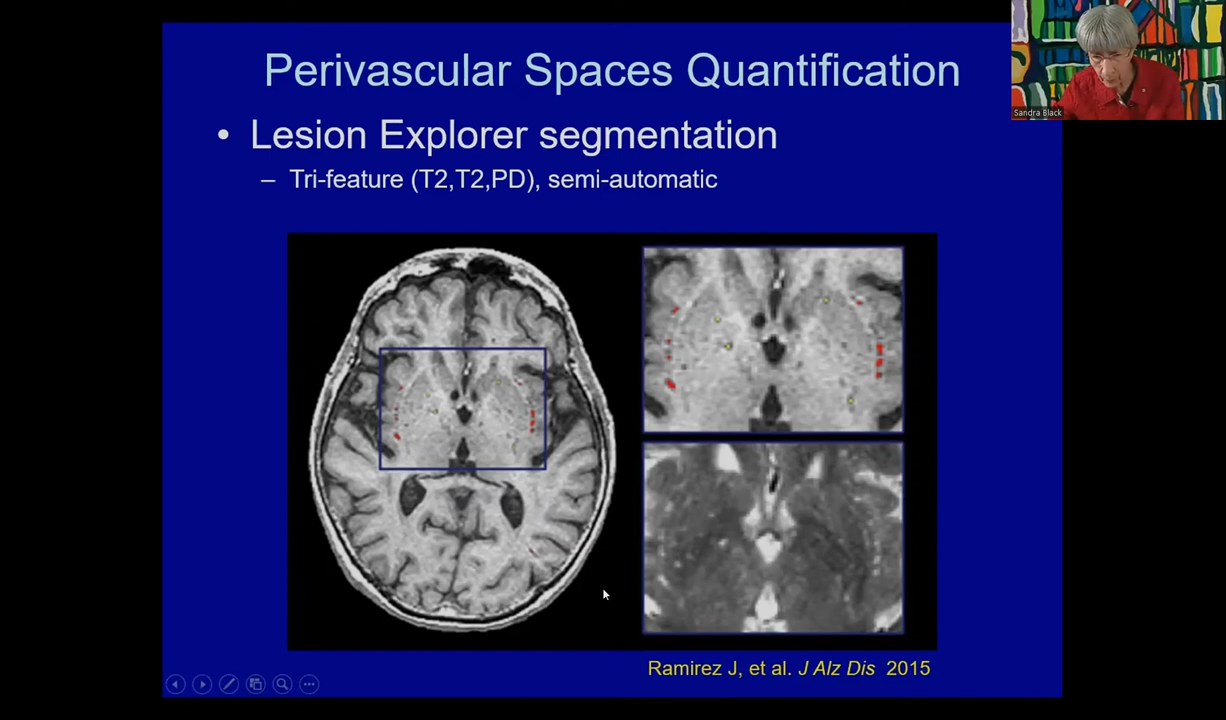 Perivascular Spaces Quantification
Sandra Black
• Lesion Explorer segmentation
– Tri-feature (T2,T2,PD), semi-automatic
Ramirez J, et al. J Alz Dis 2015